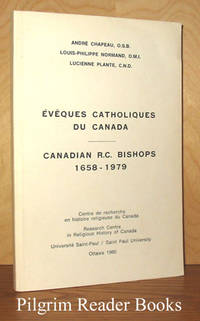 ANDRÉ CHAPEAU, O.S.B.
LOUIS-PHILIPPE NORMAND, O.M.I.
LUCIENNE PLANTE, C.N.D.
ÉVÊQUES CATHOLIQUES
DU CANADA
CANADIAN R.C. BISHOPS
1658 - 1979
Centre de recherche
en histoire religieuse du Canada
Research Centre
in Religious History of Canada
Université Saint-Paul / Saint Paul University
Ottawa 1980
Pilgrim Reader Books